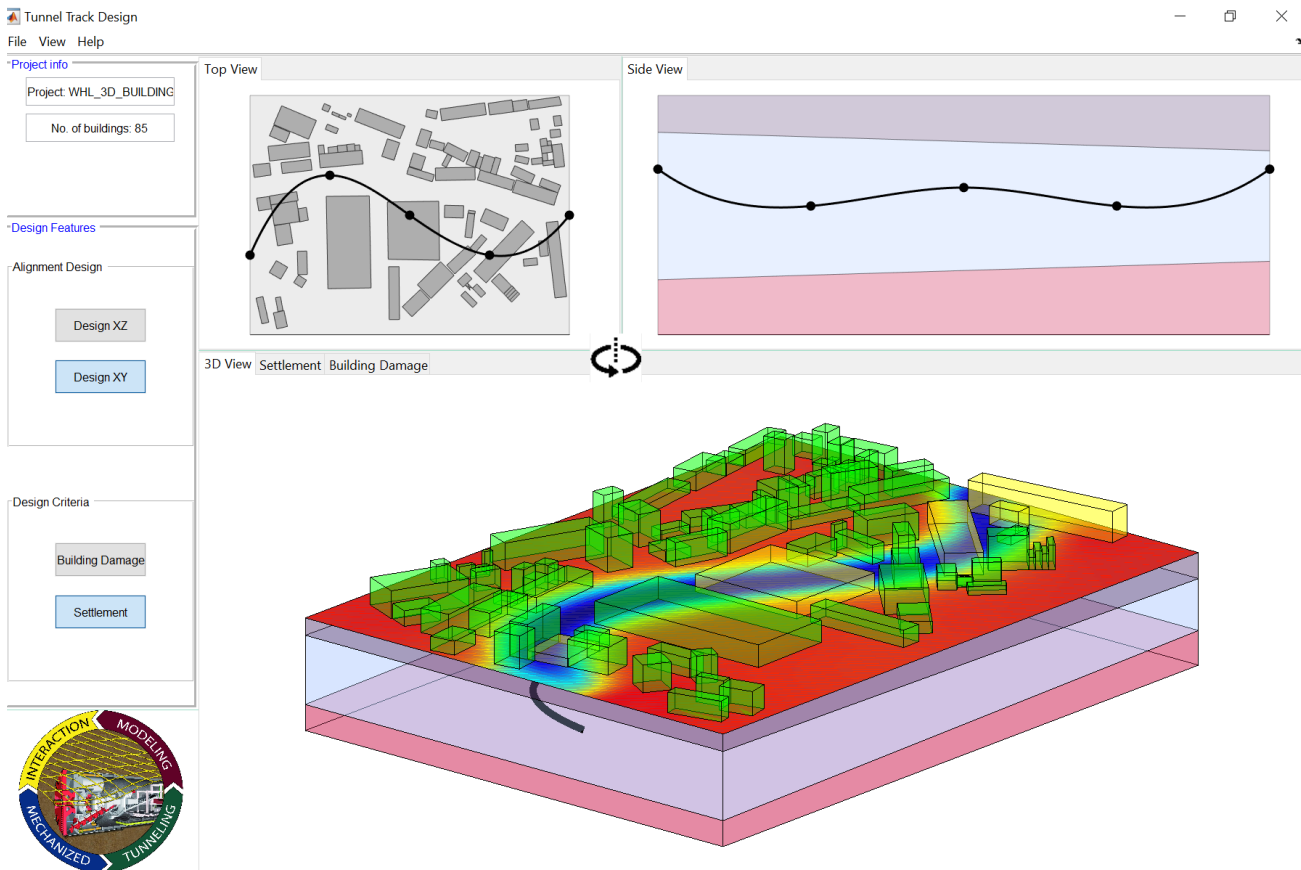 Tunnel Track Design
File View Help
Project info
Project: WHL_3D_BUILDING
No. of buildings: 85
Design Features
Alignment Design
Design XZ
Design XY
Design Criteria
Building Damage
Settlement
INTERACTION
MODELING
MECHANIZED
TUNNELING
Top View
Side View
3D View Settlement Building Damage